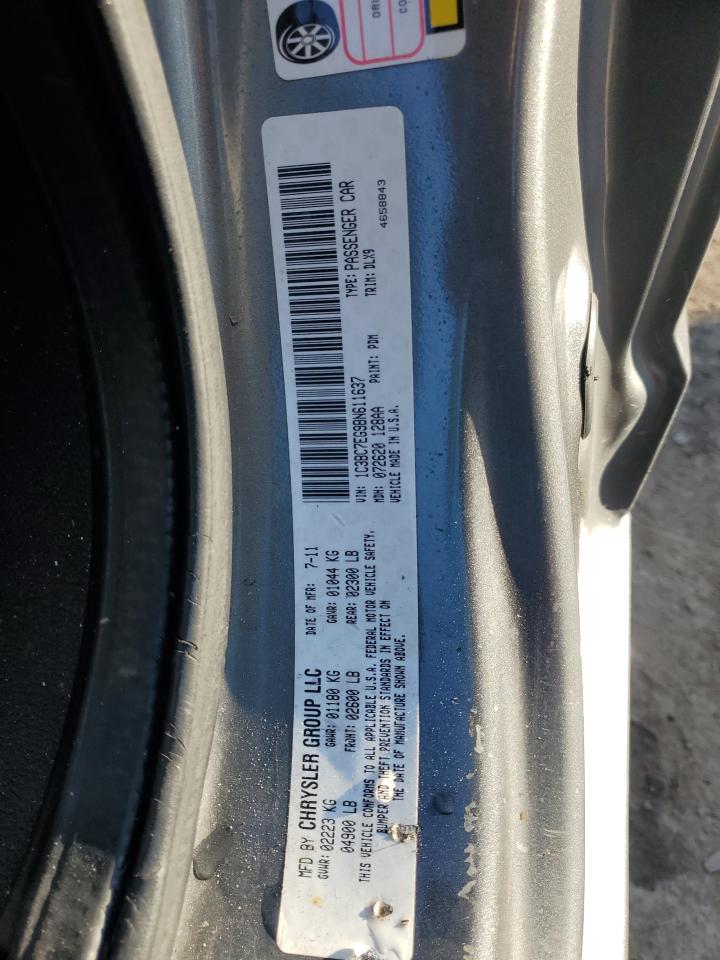 MFD BY CHRYSLER GROUP LLC DATE OF MFR: 7-11
GVWR: 02223 KG GAWR: 01180 KG GAWR: 01044 KG
04900 LB FRONT: 02600 LB REAR: 02300 LB
THIS VEHICLE CONFORMS TO ALL APPLICABLE U.S.A. FEDERAL MOTOR VEHICLE SAFETY,
BUMPER AND THEFT PREVENTION STANDARDS IN EFFECT ON
THE DATE OF MANUFACTURE SHOWN ABOVE.
VIN: 1C3BC7EG9BN611637 TYPE: PASSENGER CAR
MDH: 072620 128AA PAINT: PDM TRIM: DLX9
VEHICLE MADE IN U.S.A. 4658843